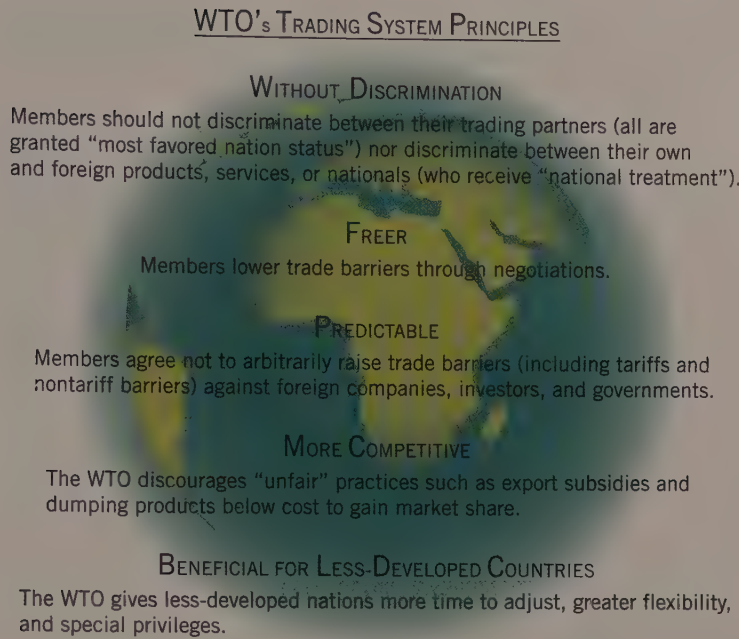 WTO's TRADING SYSTEM PRINCIPLES
WITHOUT DISCRIMINATION
Members should not discriminate between their trading partners (all are
granted “most favored nation status”) nor discriminate between their own
and foreign products, services, or nationals (who receive “national treatment”).
FREER
Members lower trade barriers through negotiations.
PREDICTABLE
Members agree not to arbitrarily raise trade barriers (including tariffs and
nontariff barriers) against foreign companies, investors, and governments.
MORE COMPETITIVE
The WTO discourages “unfair” practices such as export subsidies and
dumping products below cost to gain market share.
BENEFICIAL FOR LESS-DEVELOPED COUNTRIES
The WTO gives less-developed nations more time to adjust, greater flexibility,
and special privileges.